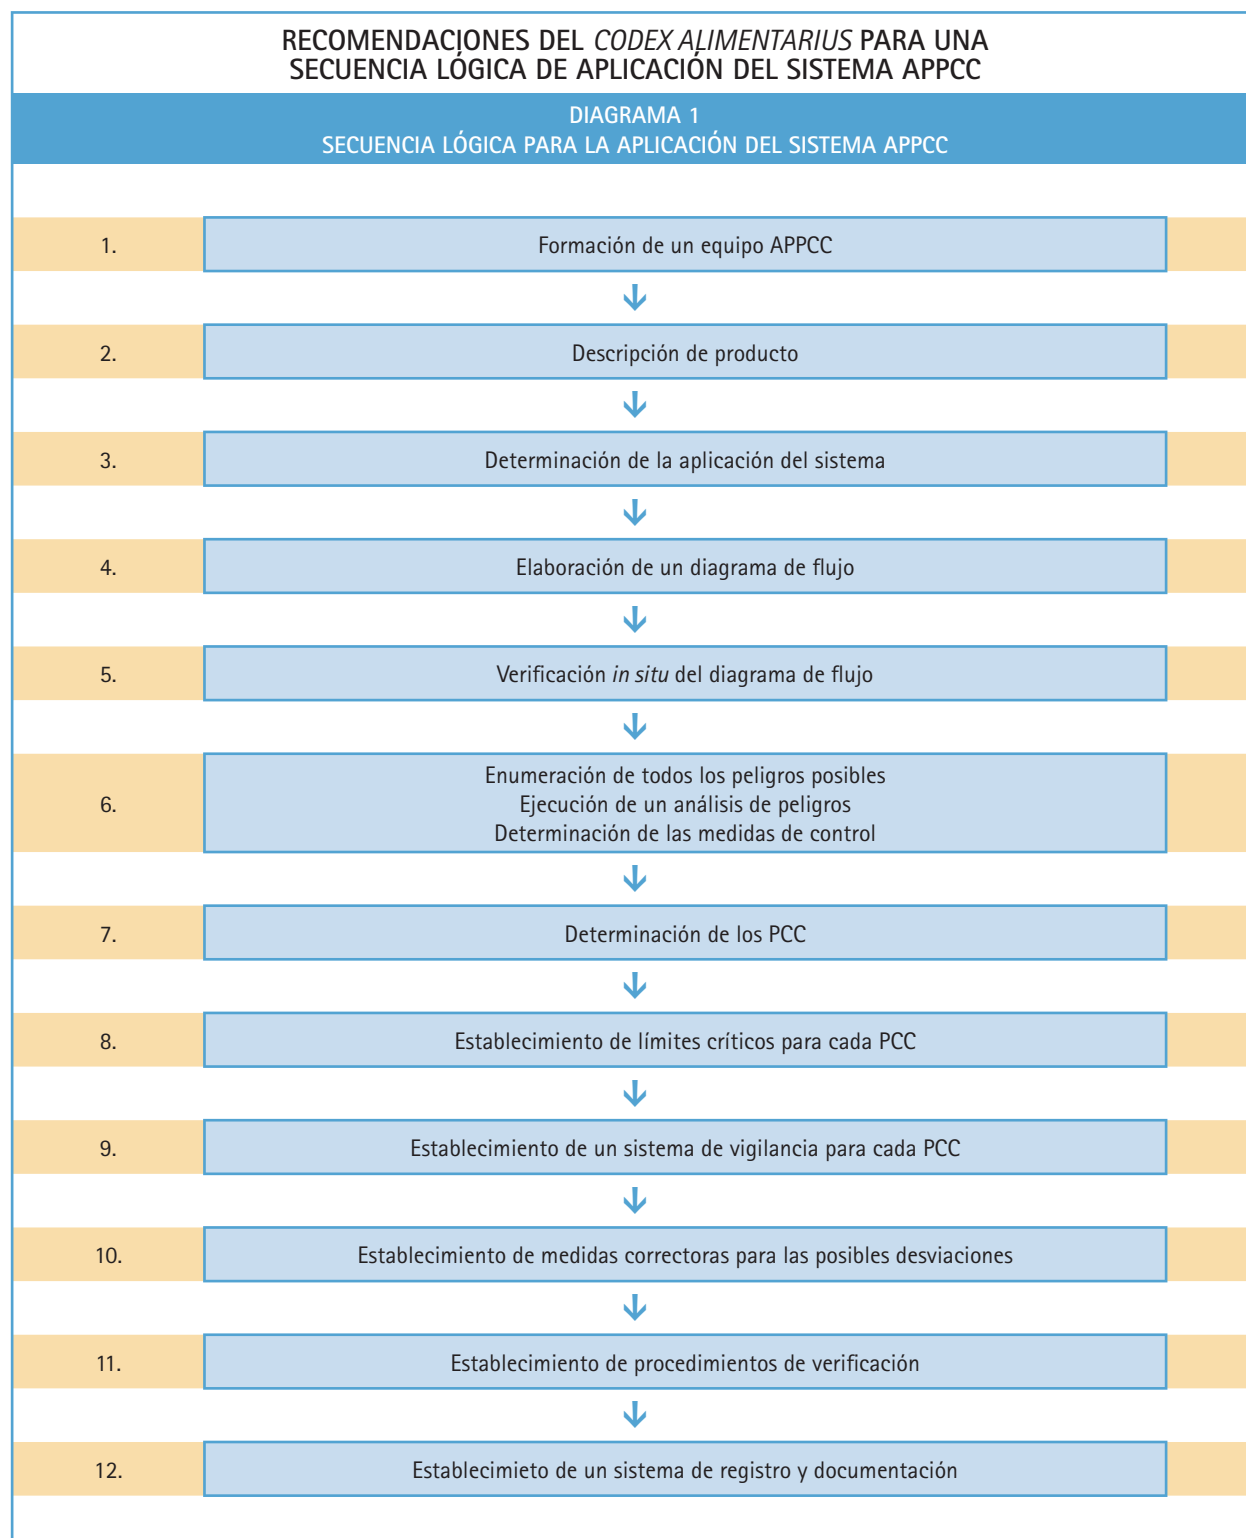 RECOMENDACIONES DEL CODEX ALIMENTARIUS PARA UNA
SECUENCIA LÓGICA DE APLICACIÓN DEL SISTEMA APPCC
DIAGRAMA 1
SECUENCIA LÓGICA PARA LA APLICACIÓN DEL SISTEMA APPCC
1. Formación de un equipo APPCC
2. Descripción de producto
3. Determinación de la aplicación del sistema
4. Elaboración de un diagrama de flujo
5. Verificación in situ del diagrama de flujo
Enumeración de todos los peligros posibles
6. Ejecución de un análisis de peligros
Determinación de las medidas de control
7. Determinación de los PCC
8. Establecimiento de límites críticos para cada PCC
9. Establecimiento de un sistema de vigilancia para cada PCC
10. Establecimiento de medidas correctoras para las posibles desviaciones
11. Establecimiento de procedimientos de verificación
12. Establecimieto de un sistema de registro y documentación